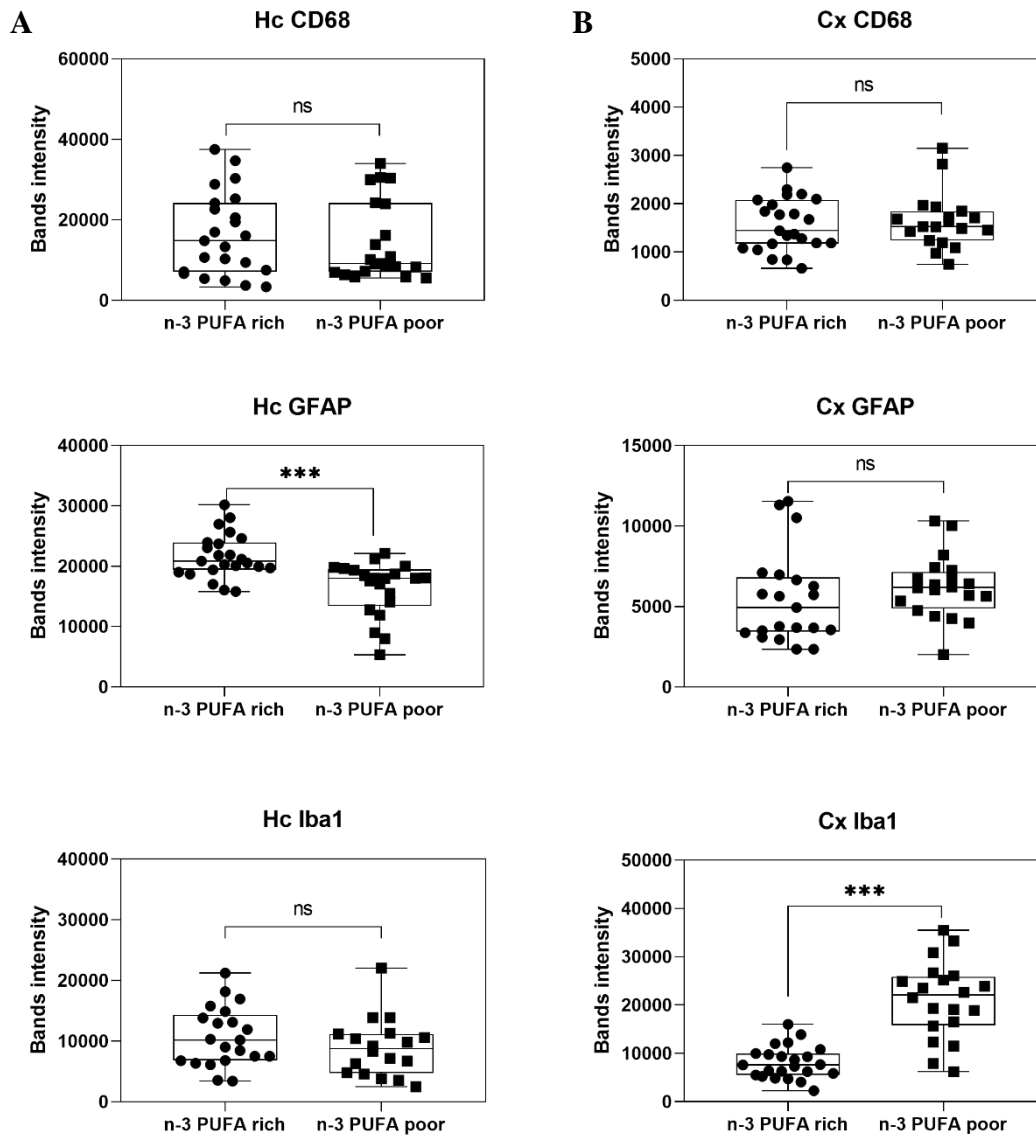 A
Hc CD68
Bands intensity
60000
40000
20000
0
ns
n-3 PUFA rich
n-3 PUFA poor
B
Cx CD68
Bands intensity
5000
4000
3000
2000
1000
0
ns
n-3 PUFA rich
n-3 PUFA poor
Hc GFAP
Bands intensity
40000
30000
20000
10000
0
***
n-3 PUFA rich
n-3 PUFA poor
Cx GFAP
Bands intensity
15000
10000
5000
0
ns
n-3 PUFA rich
n-3 PUFA poor
Hc Iba1
Bands intensity
40000
30000
20000
10000
0
ns
n-3 PUFA rich
n-3 PUFA poor
Cx Iba1
Bands intensity
50000
40000
30000
20000
10000
0
***
n-3 PUFA rich
n-3 PUFA poor